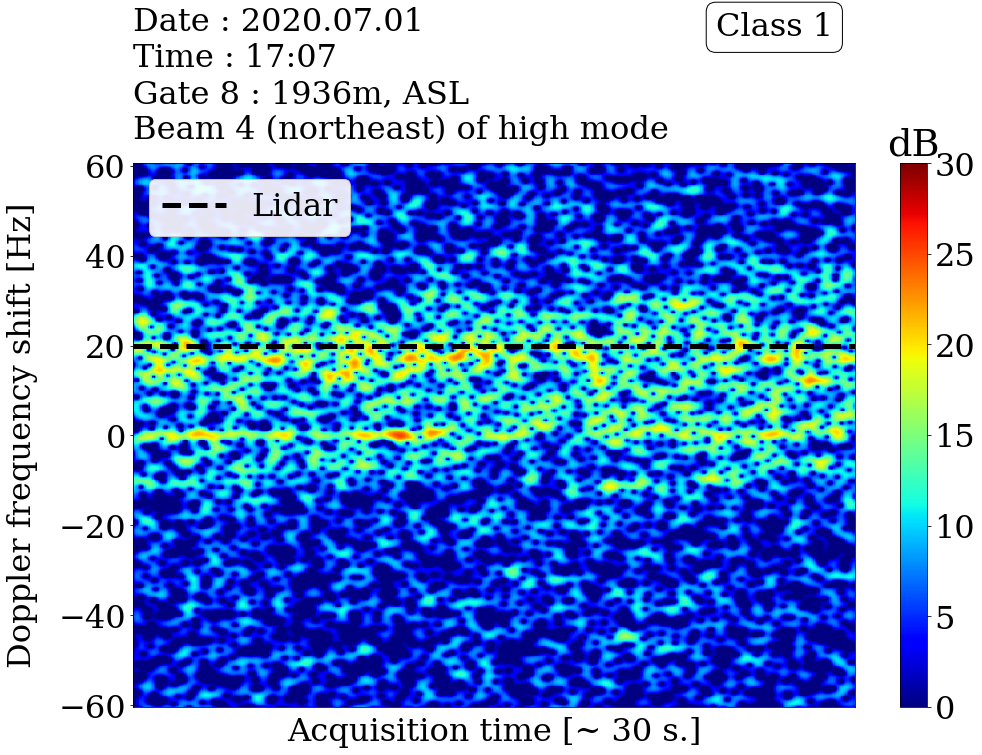 Date : 2020.07.01
Time : 17:07
Gate 8 : 1936m, ASL
Beam 4 (northeast) of high mode
Class 1
dB
Lidar
Doppler frequency shift [Hz]
60
40
20
0
−20
−40
−60
Acquisition time [~ 30 s.]
30
25
20
15
10
5
0